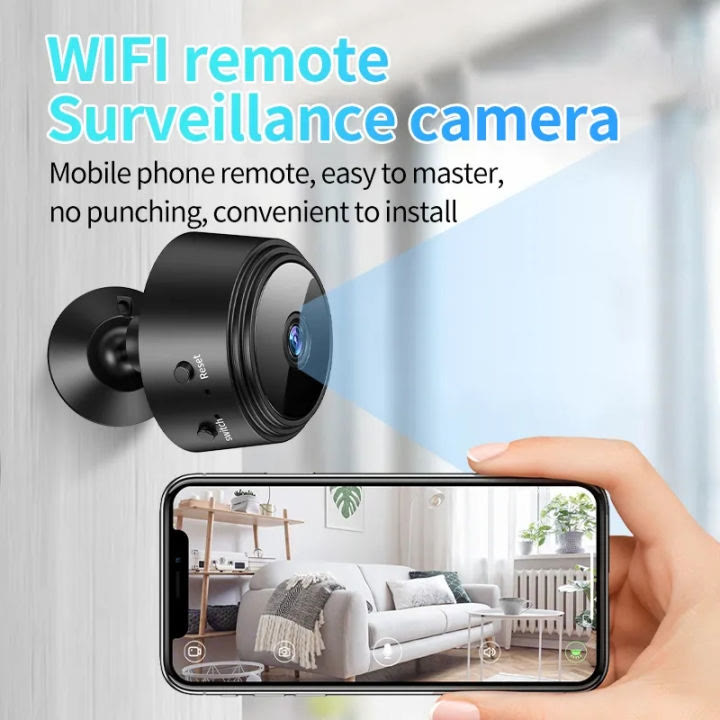 WIFI remote
Surveillance camera
Mobile phone remote, easy to master,
no punching, convenient to install
Reset
switch